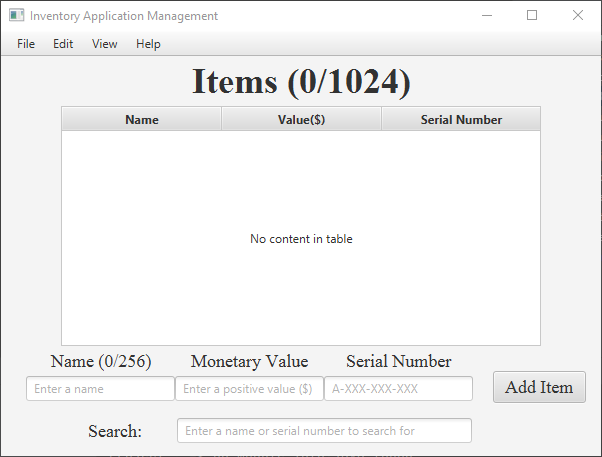 Inventory Application Management
File Edit View Help
Items (0/1024)
Name Value($) Serial Number
No content in table
Name (0/256) Monetary Value Serial Number
Enter a name Enter a positive value ($) A-XXX-XXX-XXX
Add Item
Search: Enter a name or serial number to search for